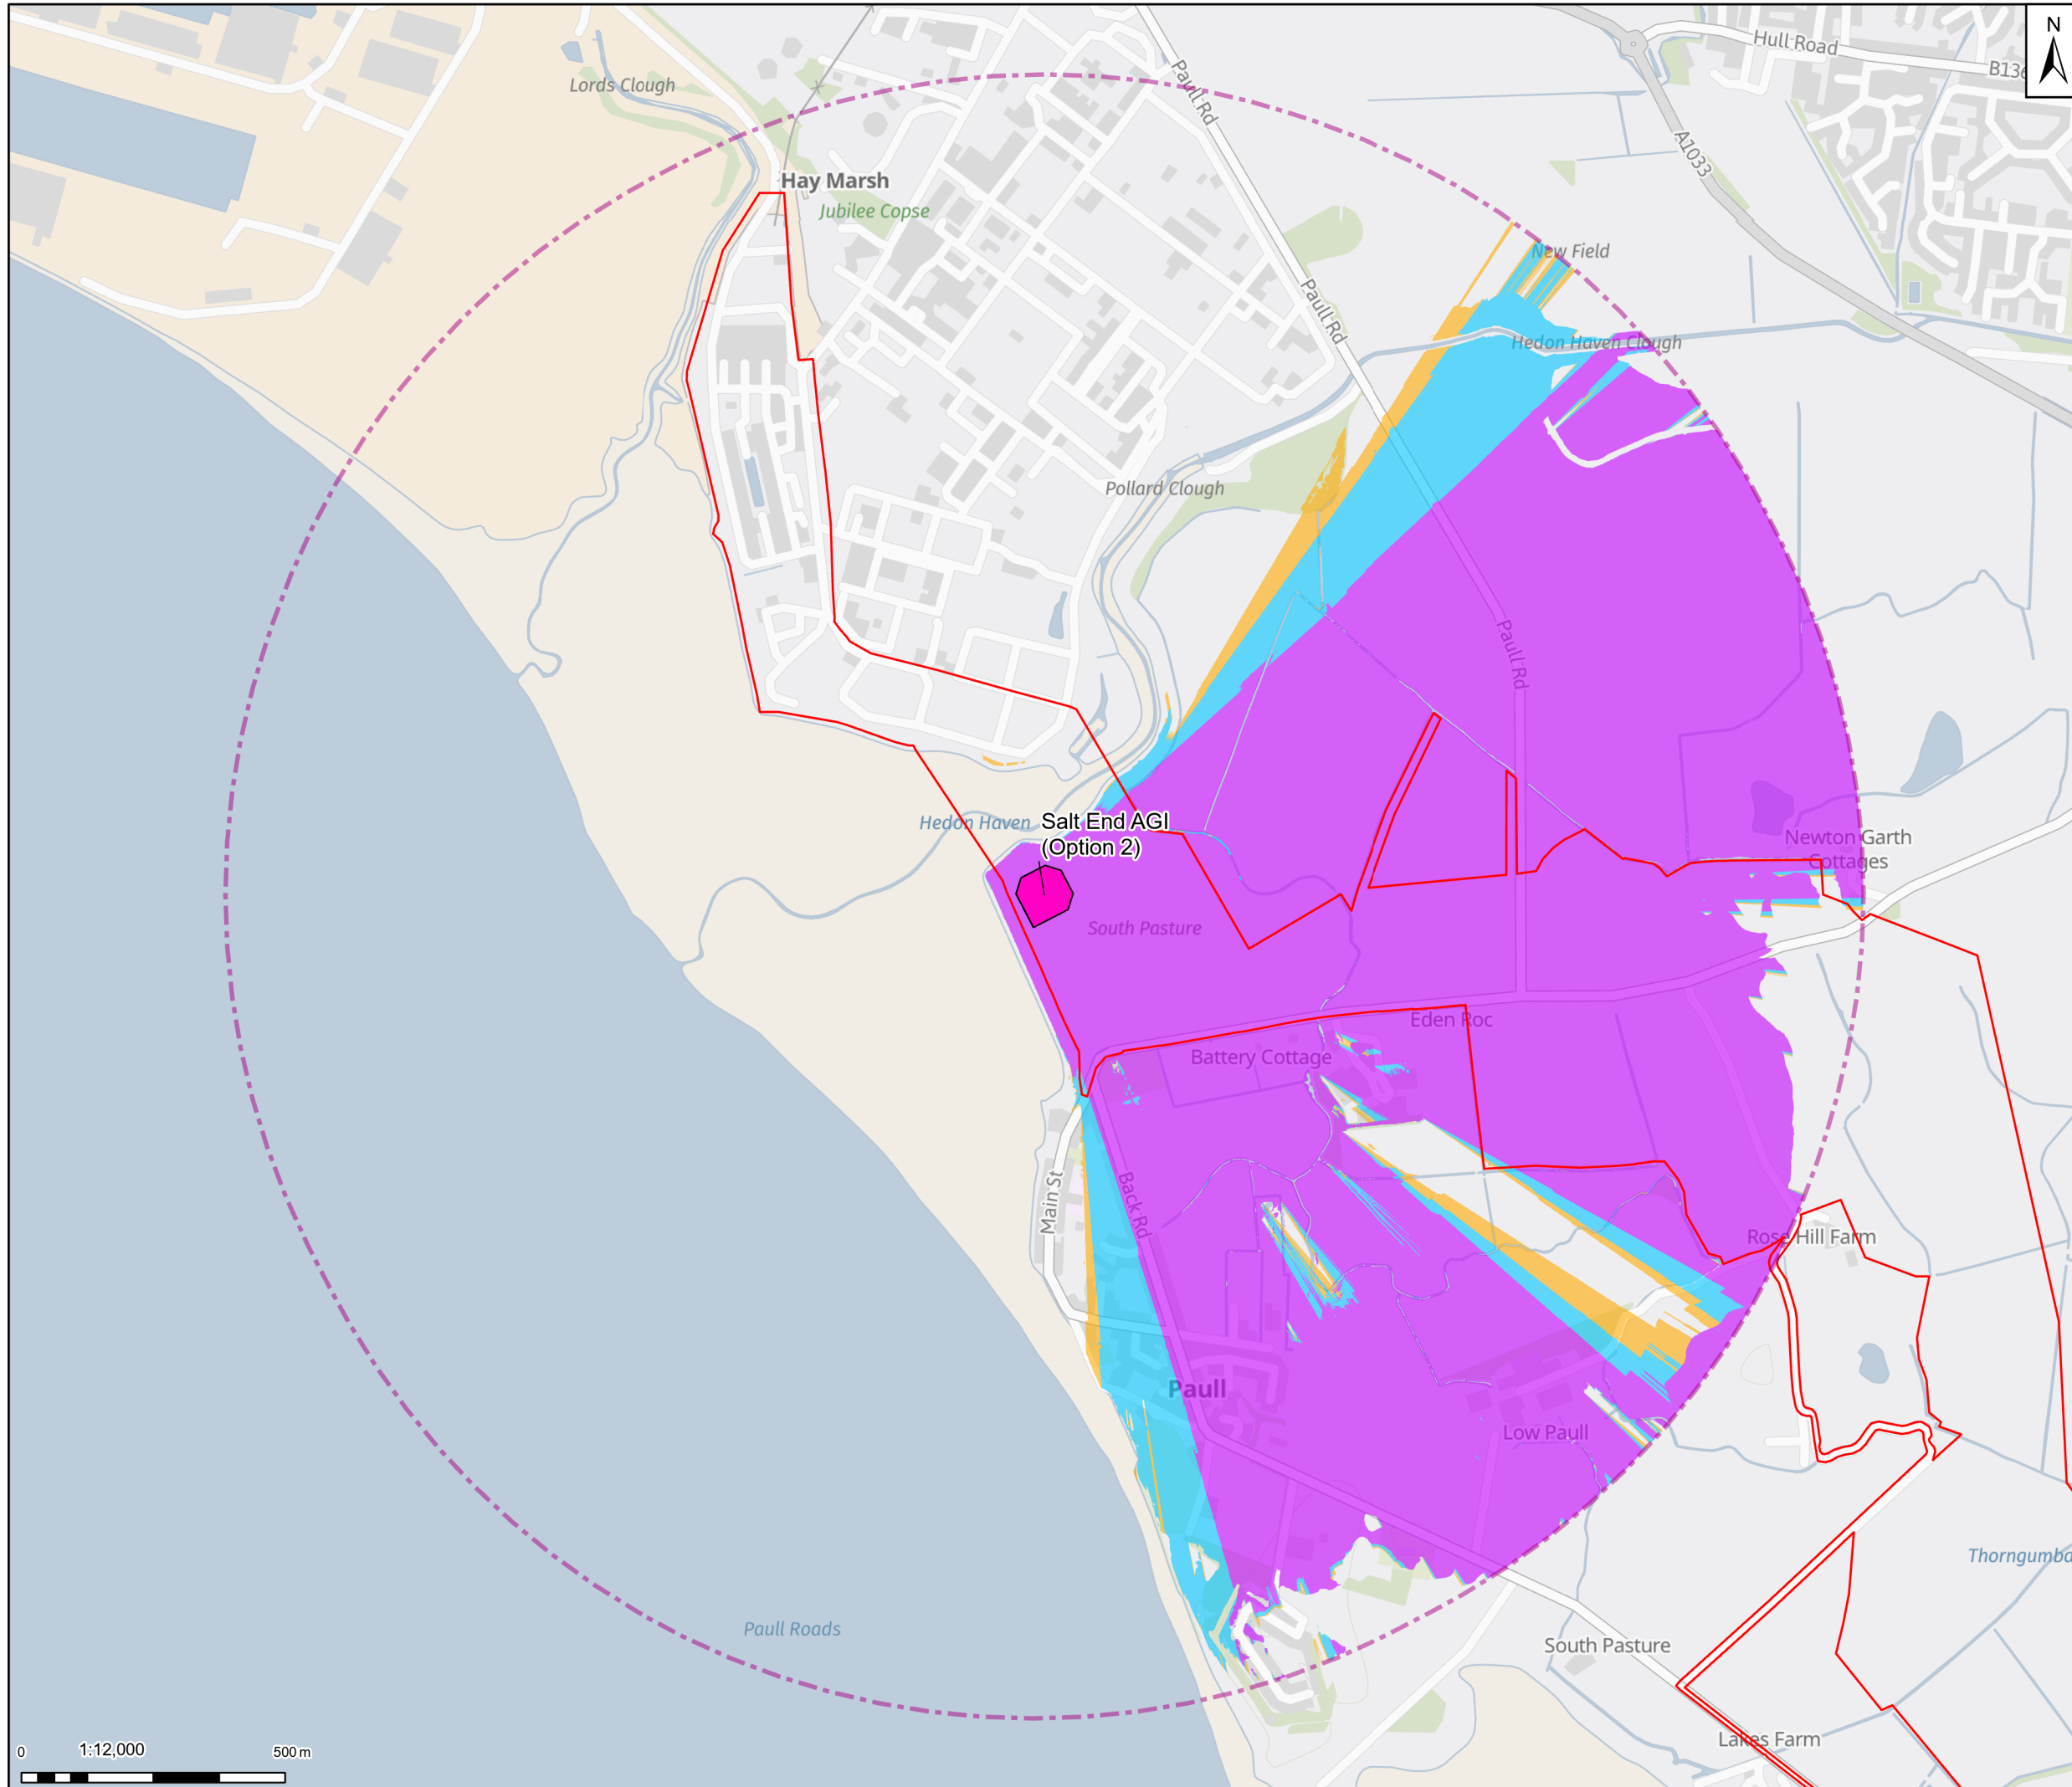 N
Hull Road
B136
Lords Clough
Paull Rd
A1033
Hay Marsh
Jubilee Copse
New Field
Paull Rd
Hedon Haven Clough
Pollard Clough
Paull Rd
Hedon Haven
Salt End AGI
(Option 2)
Newton Garth
Cottages
South Pasture
Eden Roc
Battery Cottage
Main St
Back Rd
Rose Hill Farm
Paull
Low Paull
Thorngumba
Paull Roads
South Pasture
Lakes Farm
0 1:12,000 500 m